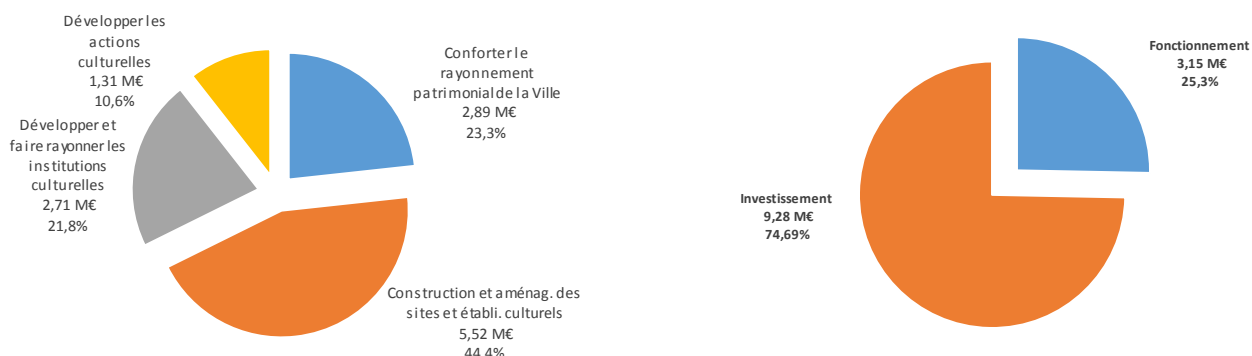 Développer les
actions
culturelles
1,31 M€
10,6%
Conforter le
rayonnement
patrimonial de la Ville
2,89 M€
23,3%
Développer et
faire rayonner les
institutions
culturelles
2,71 M€
21,8%
Construction et aménag. des
sites et établi. culturels
5,52 M€
44,4%
Fonctionnement
3,15 M€
25,3%
Investissement
9,28 M€
74,69%